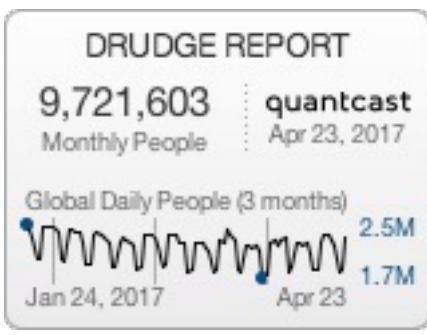 DRUDGE REPORT
9,721,603
Monthly People
quantcast
Apr 23, 2017
Global Daily People (3 months)
2.5M
1.7M
Jan 24, 2017
Apr 23